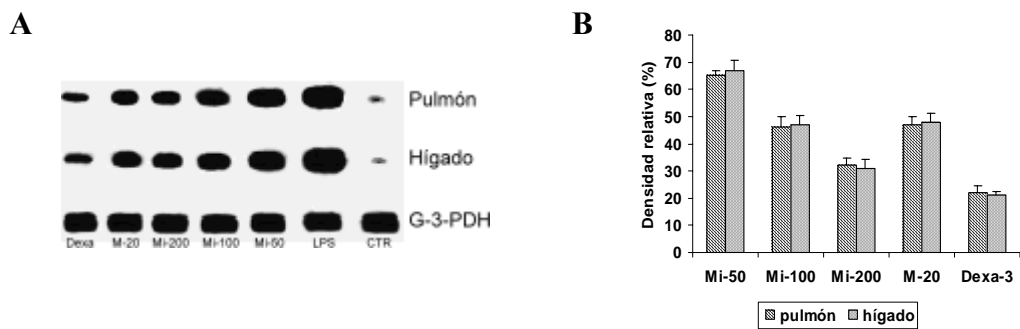 A
Pulmón
Hígado
G-3-PDH
Dexa M-20 Mi-200 Mi-100 Mi-50 LPS CTR
B
Densidad relativa (%)
80
70
60
50
40
30
20
10
0
Mi-50 Mi-100 Mi-200 M-20 Dexa-3
pulmón hígado